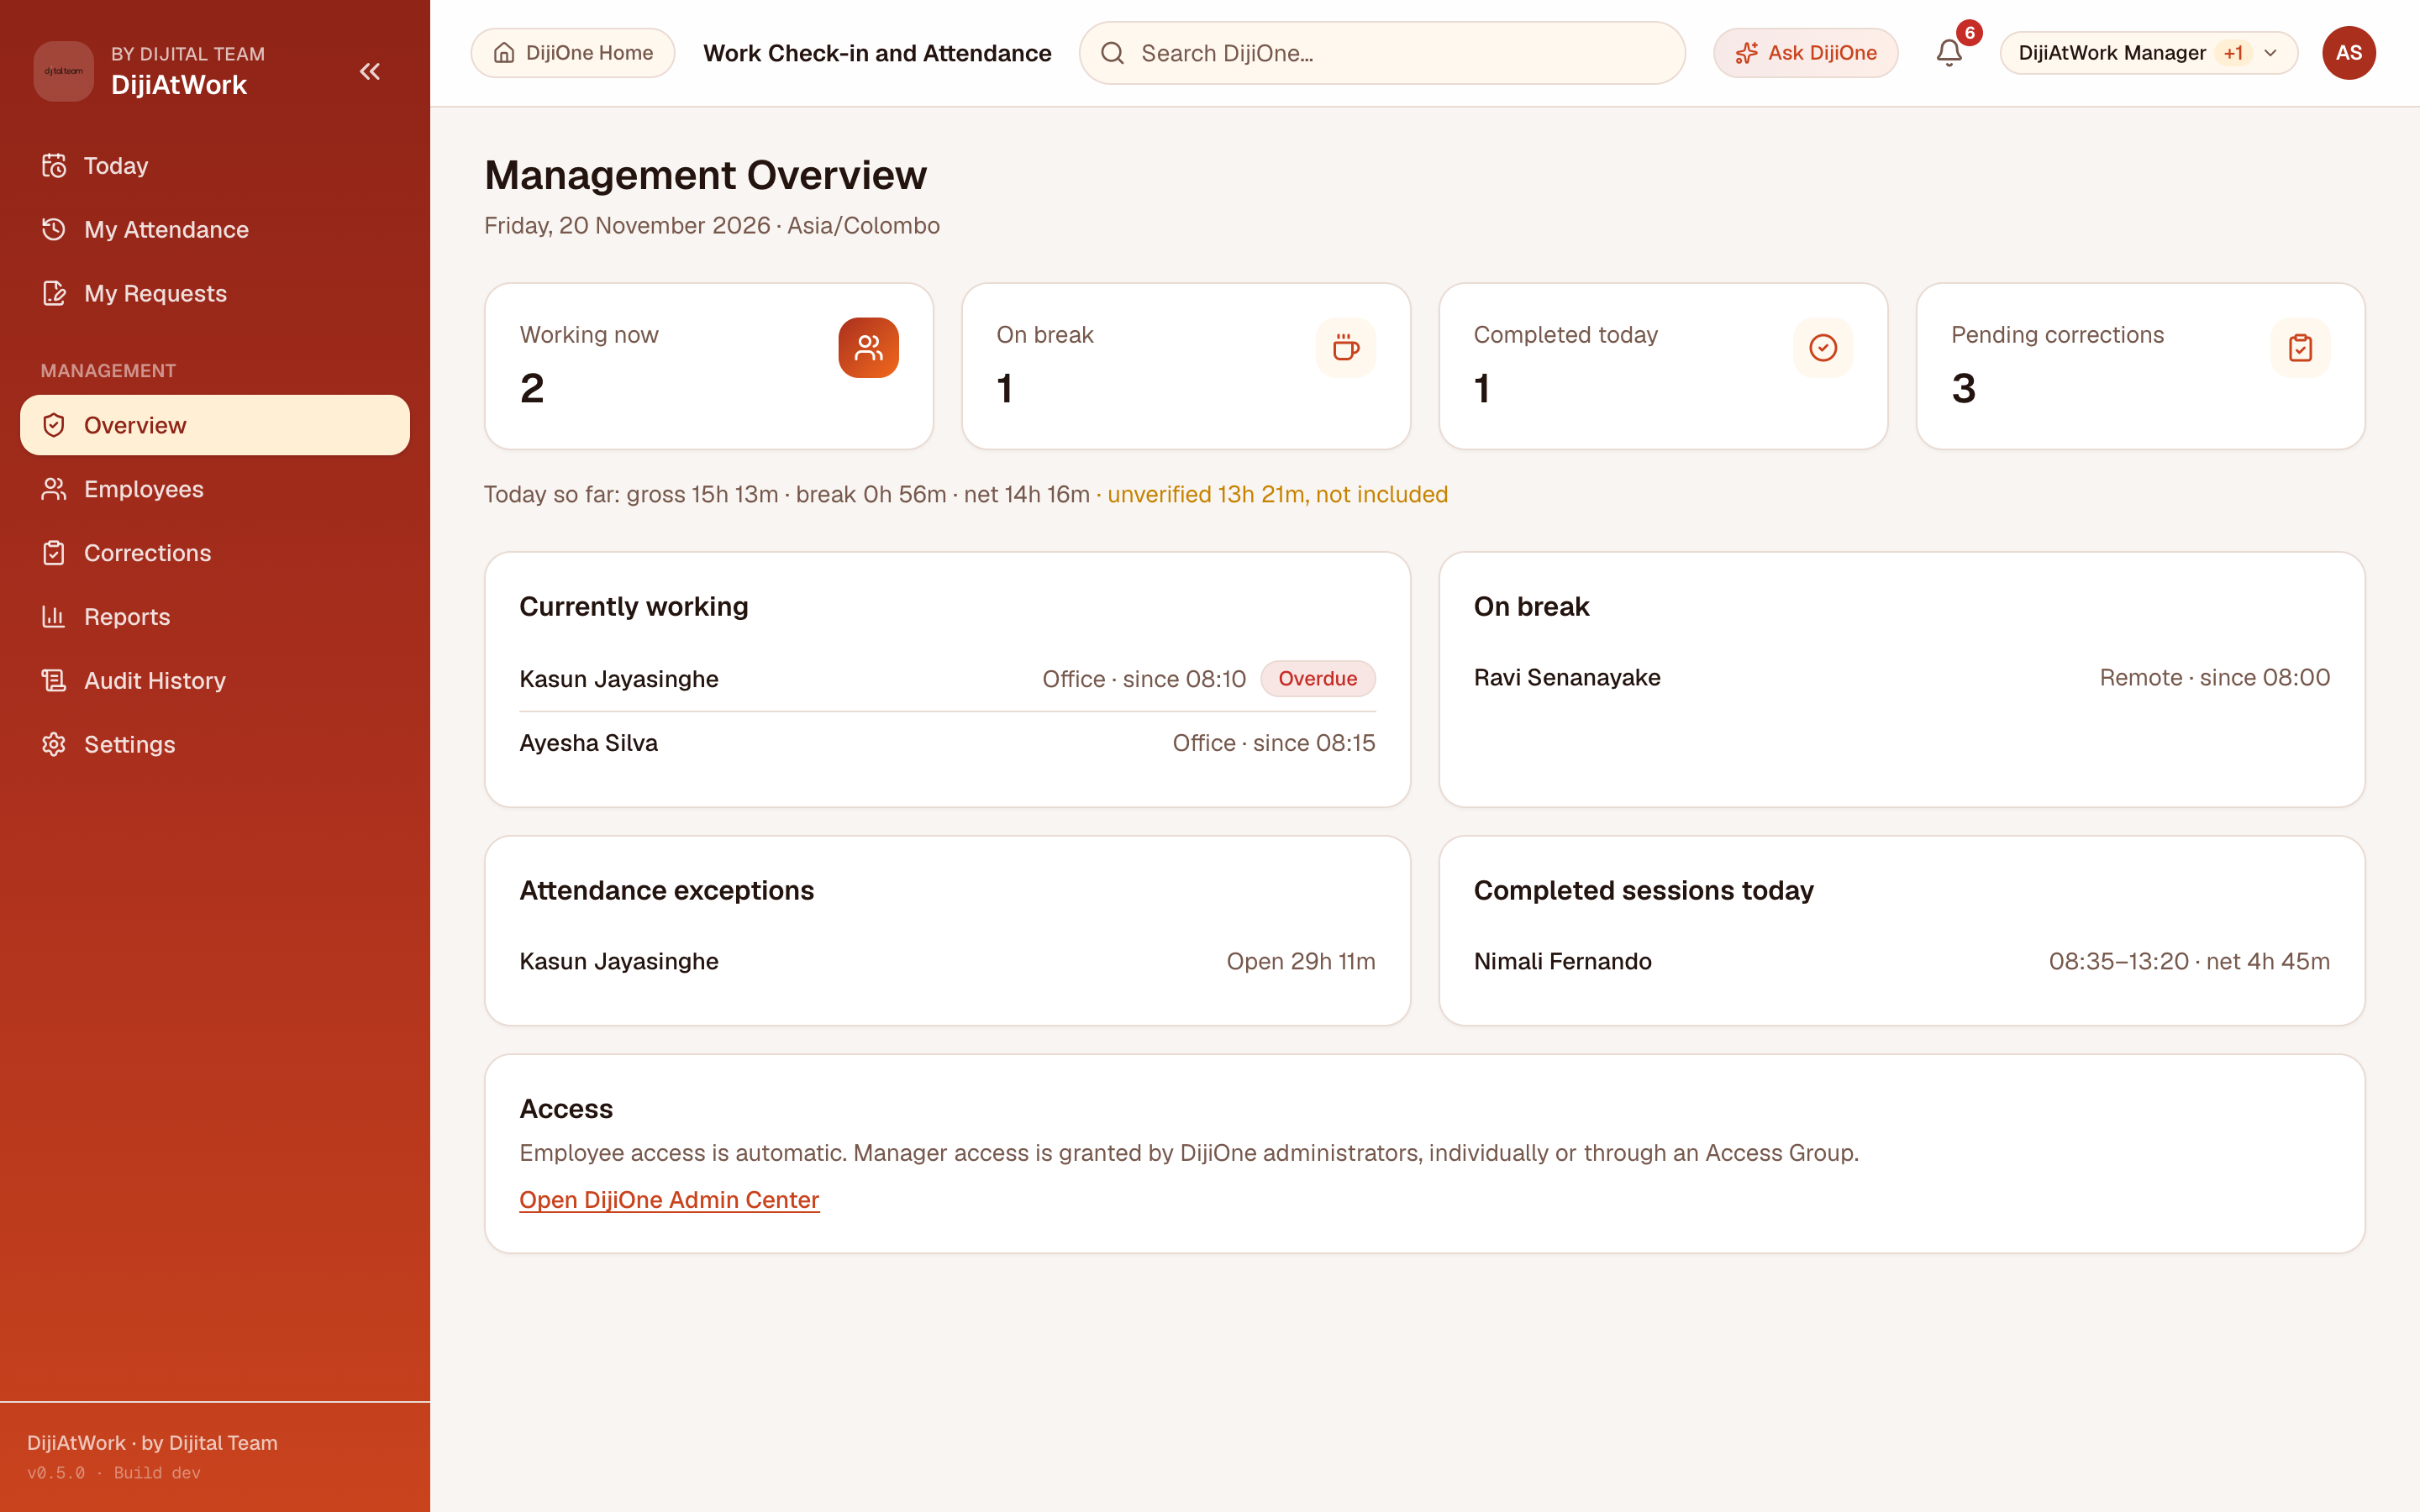 dijital team
BY DIJITAL TEAM
DijiAtWork
Today
My Attendance
My Requests
MANAGEMENT
Overview
Employees
Corrections
Reports
Audit History
Settings
DijiAtWork · by Dijital Team
v0.5.0 · Build dev
DijiOne Home
Work Check-in and Attendance
Search DijiOne...
Ask DijiOne
6
DijiAtWork Manager +1
AS
Management Overview
Friday, 20 November 2026 · Asia/Colombo
Working now
2
On break
1
Completed today
1
Pending corrections
3
Today so far: gross 15h 13m · break 0h 56m · net 14h 16m · unverified 13h 21m, not included
Currently working
Kasun Jayasinghe Office · since 08:10 Overdue
Ayesha Silva Office · since 08:15
On break
Ravi Senanayake Remote · since 08:00
Attendance exceptions
Kasun Jayasinghe Open 29h 11m
Completed sessions today
Nimali Fernando 08:35–13:20 · net 4h 45m
Access
Employee access is automatic. Manager access is granted by DijiOne administrators, individually or through an Access Group.
Open DijiOne Admin Center